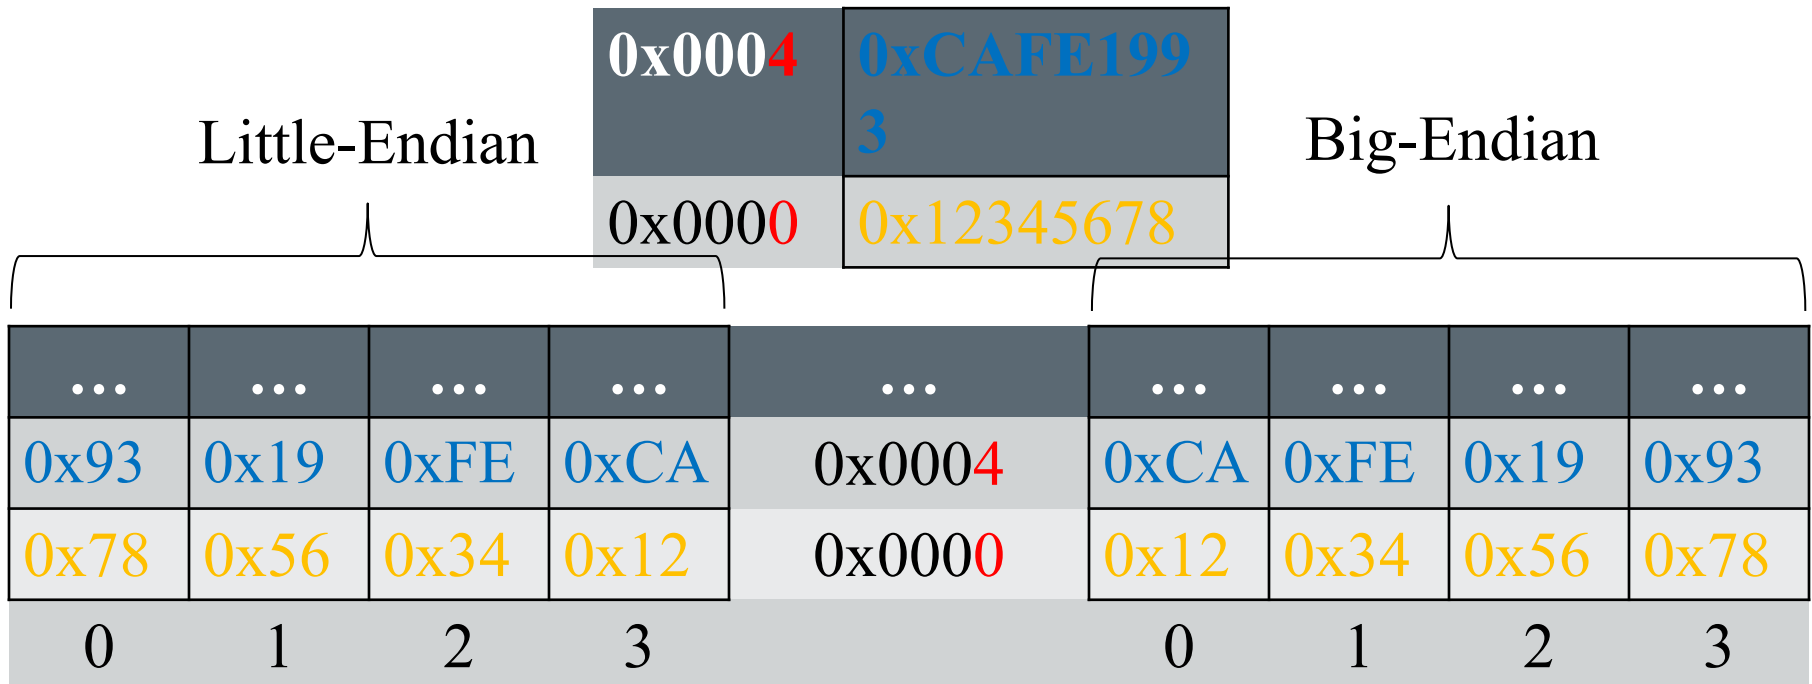 0x0004 0xCAFE199
3
Little-Endian Big-Endian
0x0000 0x12345678
... ... ... ... ... ... ... ... ...
0x93 0x19 0xFE 0xCA 0x0004 0xCA 0xFE 0x19 0x93
0x78 0x56 0x34 0x12 0x0000 0x12 0x34 0x56 0x78
0 1 2 3 0 1 2 3